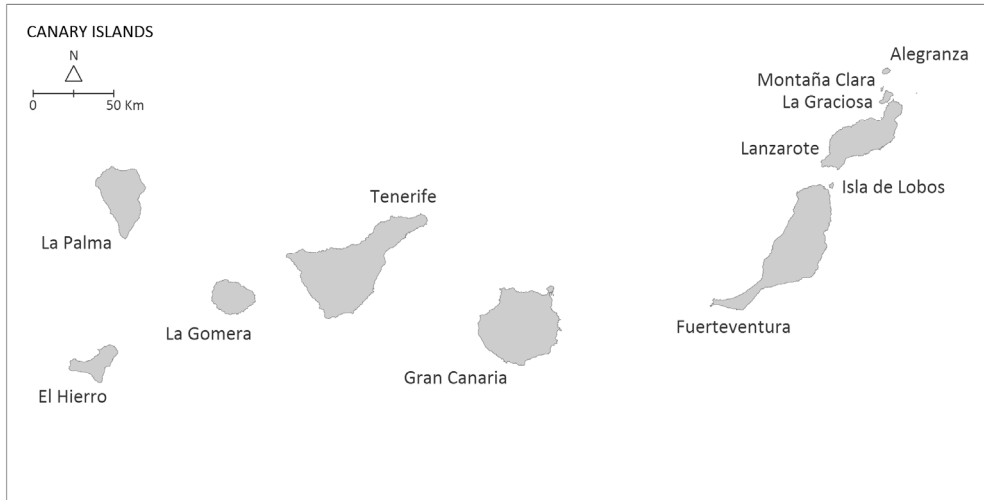 CANARY ISLANDS
N
0 50 Km
Alegranza
Montaña Clara
La Graciosa
Lanzarote
Isla de Lobos
Tenerife
La Palma
La Gomera
Fuerteventura
Gran Canaria
El Hierro